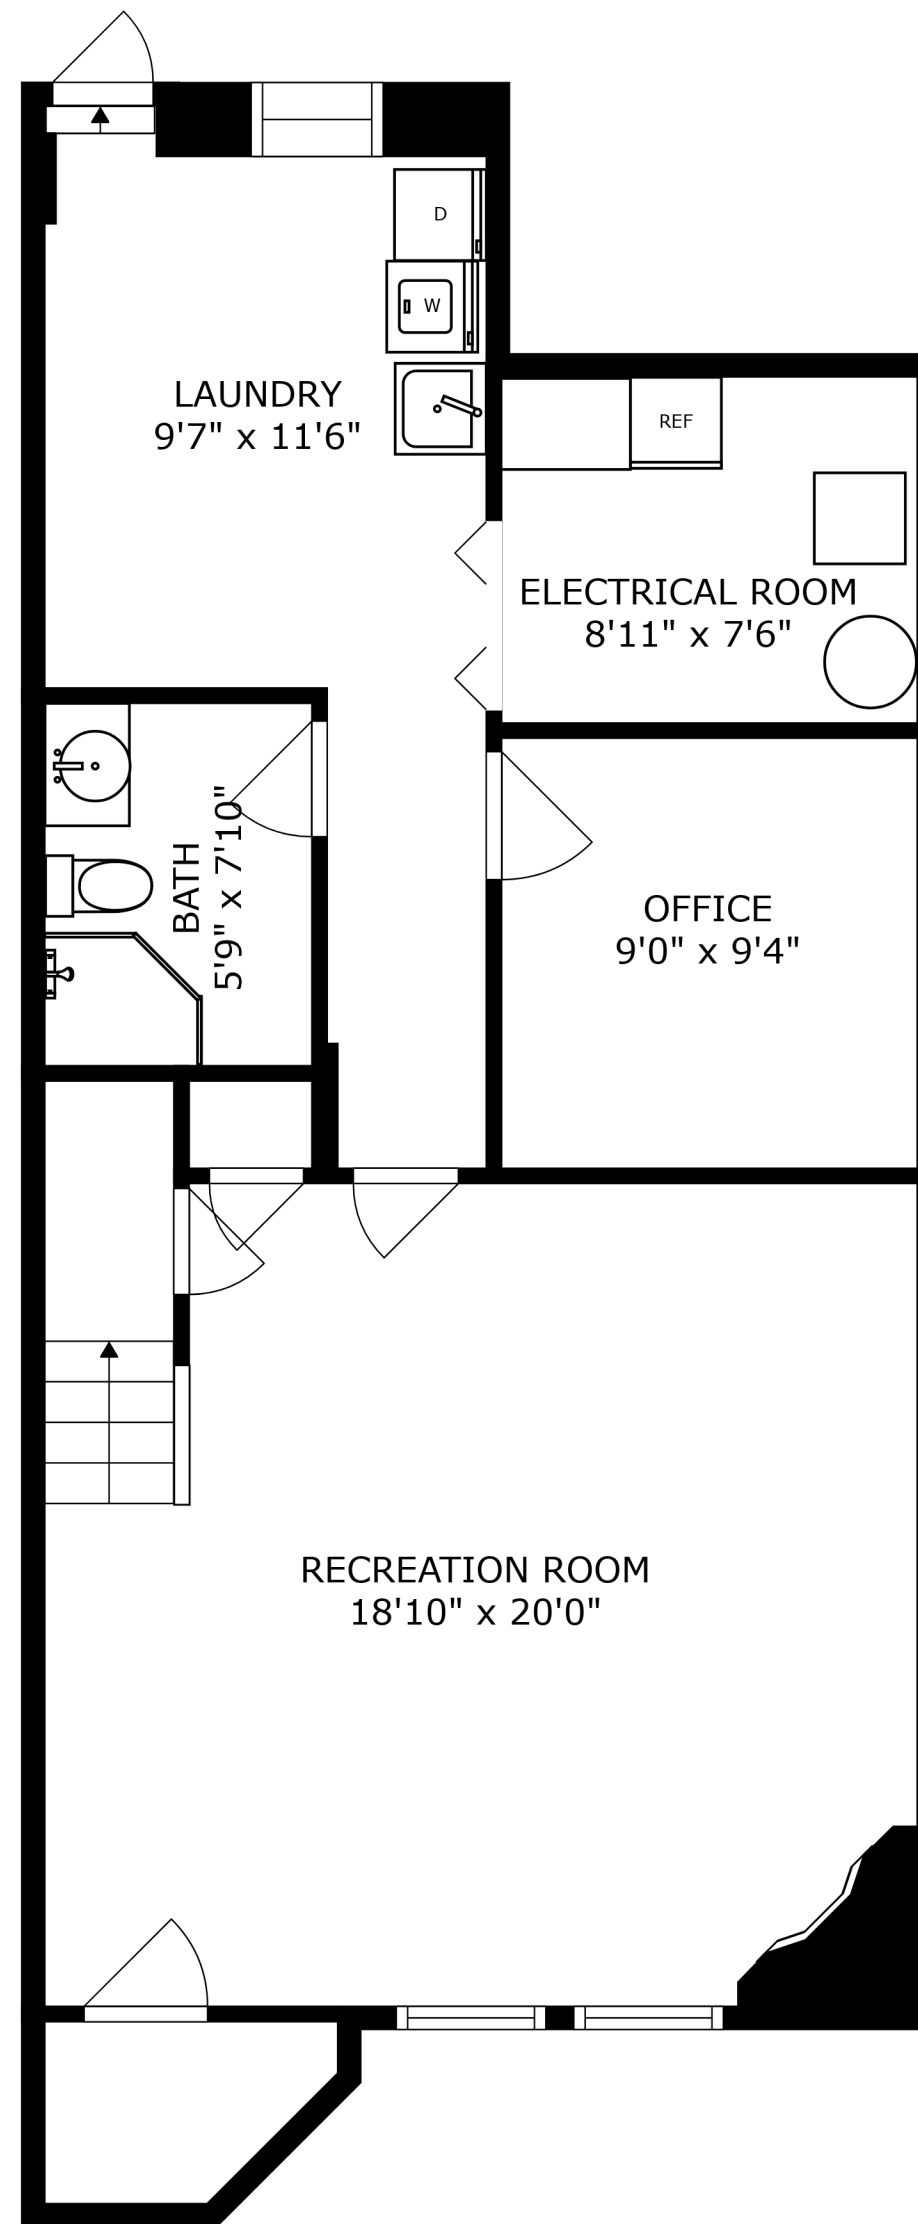 D
W
LAUNDRY
9'7" x 11'6"
REF
ELECTRICAL ROOM
8'11" x 7'6"
BATH
5'9" x 7'10"
OFFICE
9'0" x 9'4"
RECREATION ROOM
18'10" x 20'0"